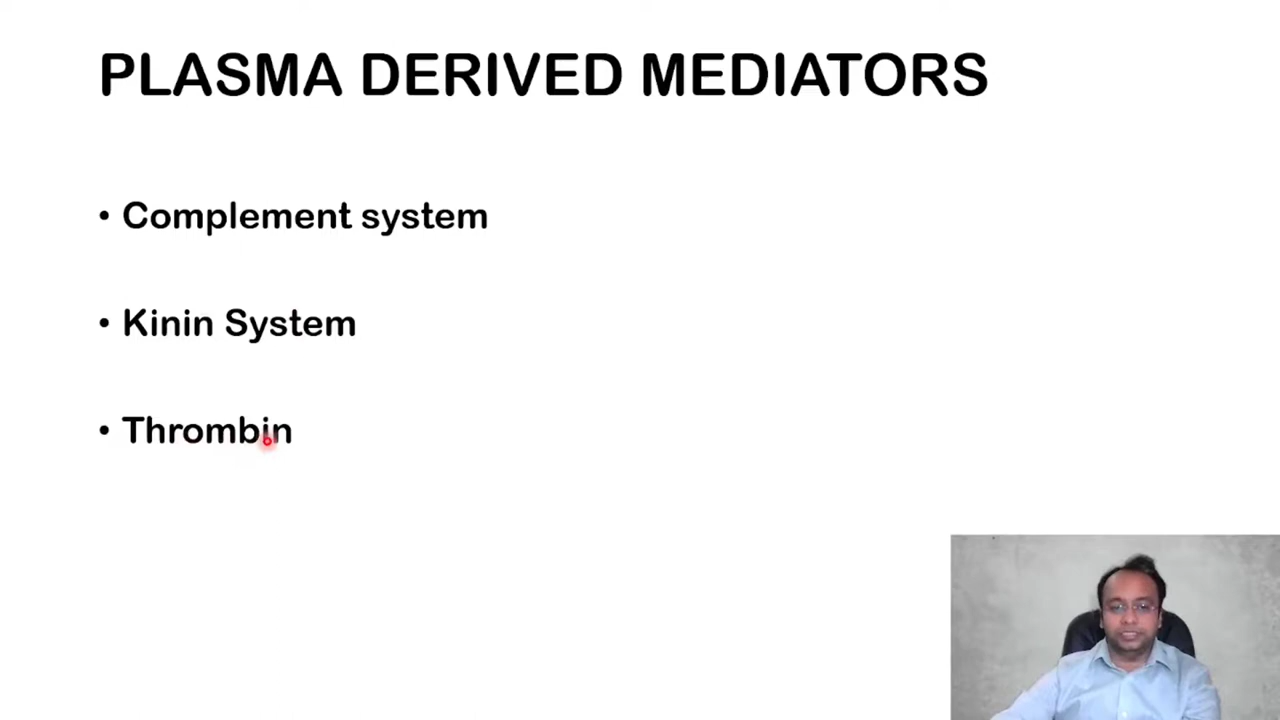 PLASMA DERIVED MEDIATORS
• Complement system
• Kinin System
• Thrombin